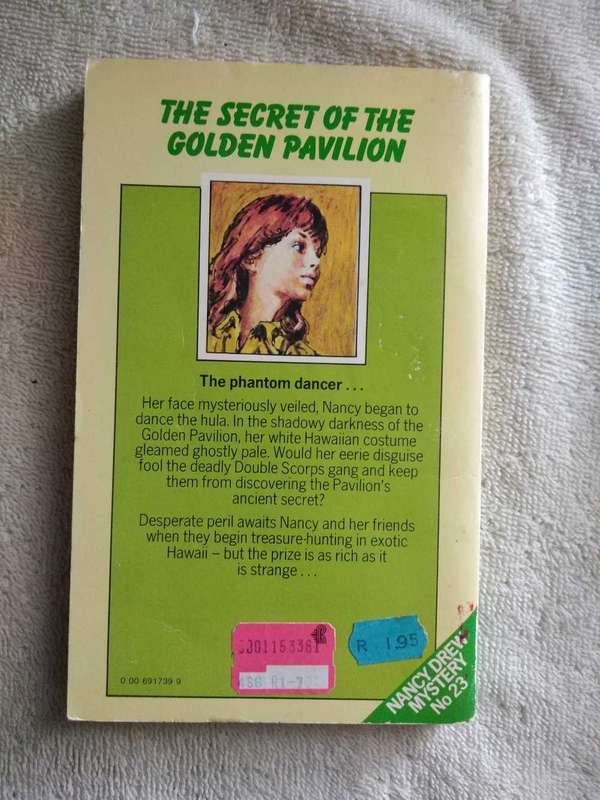 THE SECRET OF THE
GOLDEN PAVILION
The phantom dancer . . .
Her face mysteriously veiled, Nancy began to
dance the hula. In the shadowy darkness of the
Golden Pavilion, her white Hawaiian costume
gleamed ghostly pale. Would her eerie disguise
fool the deadly Double Scorps gang and keep
them from discovering the Pavilion's
ancient secret?
Desperate peril awaits Nancy and her friends
when they begin treasure-hunting in exotic
Hawaii – but the prize is as rich as it
is strange . . .
R 1.95
0 00 691739 9
NANCY DREW
MYSTERY
No 23